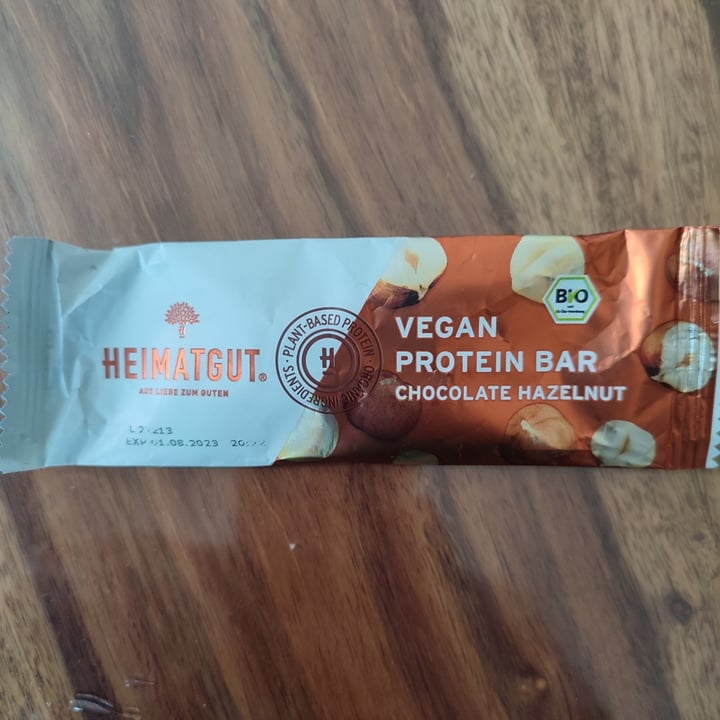 HEIMATGUT®
AUS LIEBE ZUM GUTEN
EXP 01.08.2023
PLANT-BASED PROTEIN · ORGANIC INGREDIENTS ·
H
VEGAN
PROTEIN BAR
CHOCOLATE HAZELNUT
BIO